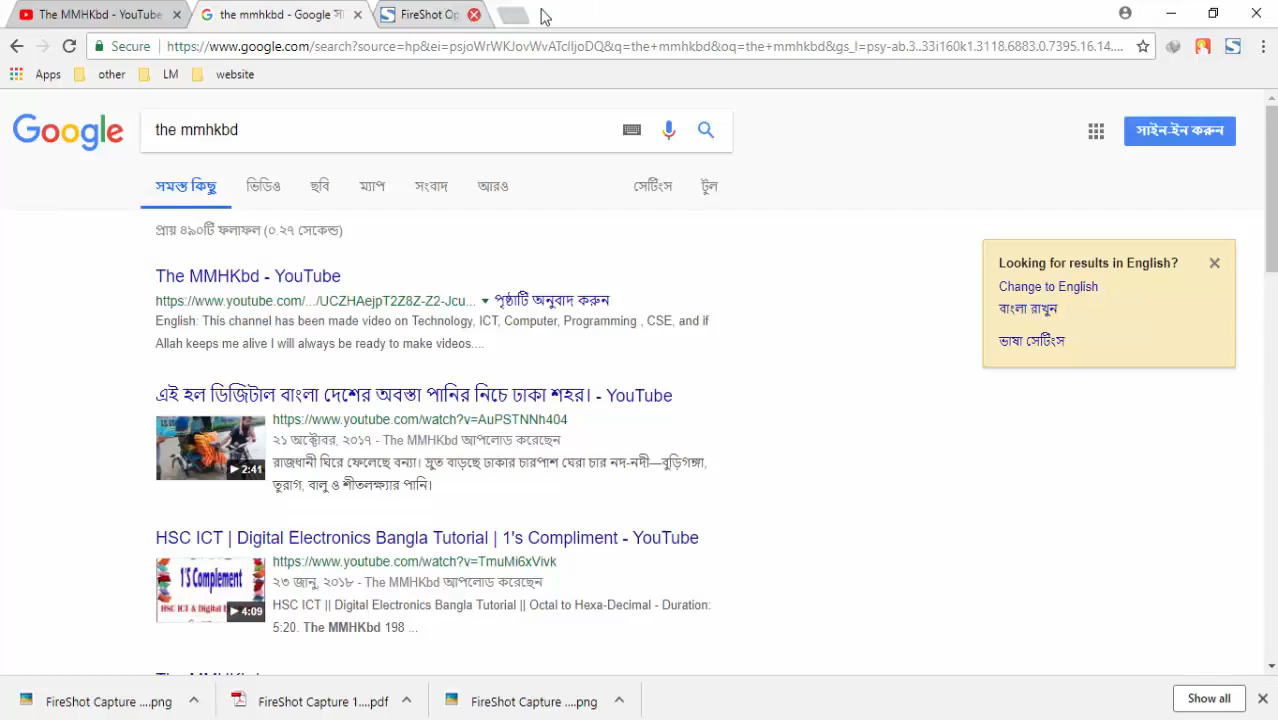 The MMHKbd - YouTube
the mmhkbd - Google সা
FireShot Op
Secure
https://www.google.com/search?source=hp&ei=psjoWrWKJorWvATclIjoDQ&q=the+mmhkbd&oq=the+mmhkbd&gs_l=psy-ab.3..33i160k1.3118.6883.0.7395.16.14....
Apps
other
LM
website
Google
the mmhkbd
সাইন-ইন করুন
সমস্ত কিছু
ভিডিও
ছবি
ম্যাপ
সংবাদ
আরও
সেটিংস
টুল
প্রায় ৪৯০টি ফলাফল (০.২৭ সেকেন্ড)
Looking for results in English?
Change to English
বাংলা রাখুন
ভাষা সেটিংস
The MMHKbd - YouTube
https://www.youtube.com/.../UCZHAejpT2Z8Z-Z2-Jcu... পৃষ্ঠাটি অনুবাদ করুন
English: This channel has been made video on Technology, ICT, Computer, Programming , CSE, and if
Allah keeps me alive I will always be ready to make videos....
এই হল ডিজিটাল বাংলা দেশের অবস্তা পানির নিচে ঢাকা শহর। - YouTube
https://www.youtube.com/watch?v=AuPSTNNh404
২১ অক্টোবর, ২০১৭ - The MMHKbd আপলোড করেছেন
রাজধানী ঘিরে ফেলেছে বন্যা। দ্রুত বাড়ছে ঢাকার চারপাশ ঘেরা চার নদ-নদী—বুড়িগঙ্গা,
তুরাগ, বালু ও শীতলক্ষ্যার পানি।
2:41
HSC ICT | Digital Electronics Bangla Tutorial | 1's Compliment - YouTube
https://www.youtube.com/watch?v=TmuMi6xVivk
২৩ জানু, ২০১৮ - The MMHKbd আপলোড করেছেন
HSC ICT || Digital Electronics Bangla Tutorial || Octal to Hexa-Decimal - Duration:
5:20. The MMHKbd 198 ...
1'S Complement
HSC ICT & Digital E
4:09
FireShot Capture ....png
FireShot Capture 1....pdf
FireShot Capture ....png
Show all